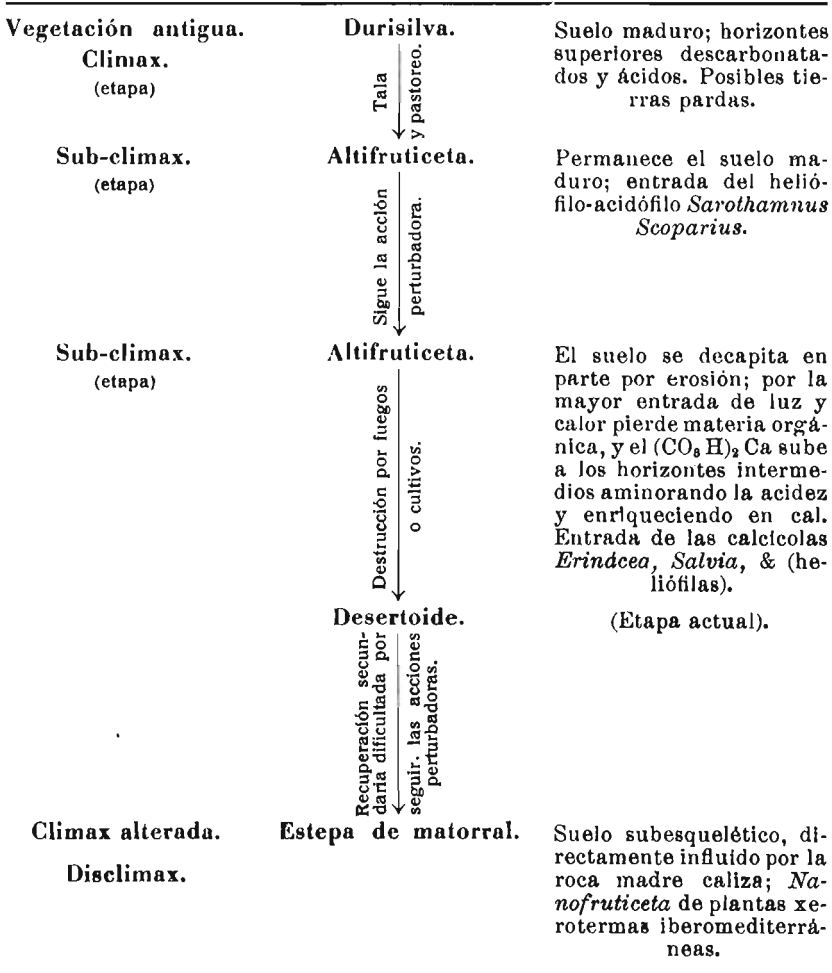 Vegetación antigua.
Climax.
(etapa)
Durisilva.
Suelo maduro; horizontes
superiores descarbonata-
dos y ácidos. Posibles tie-
rras pardas.
Tala
y pastoreo.
Sub-climax.
(etapa)
Altifruticeta.
Permanece el suelo ma-
duro; entrada del helió-
filo-acidófilo Sarothamnus
Scoparius.
Sigue la acción
perturbadora.
Sub-climax.
(etapa)
Altifruticeta.
El suelo se decapita en
parte por erosión; por la
mayor entrada de luz y
calor pierde materia orgá-
nica, y el (CO₃ H)₂ Ca sube
a los horizontes interme-
dios aminorando la acidez
y enriqueciendo en cal.
Entrada de las calcícolas
Erinácea, Salvia, & (he-
liófilas).
Destrucción por fuegos
o cultivos.
Desertoide.
(Etapa actual).
Recuperación secun-
daria dificultada por
seguir. las acciones
perturbadoras.
Climax alterada.
Disclimax.
Estepa de matorral.
Suelo subesquelético, di-
rectamente influído por la
roca madre caliza; Na-
nofruticeta de plantas xe-
rotermas iberomediterrá-
neas.